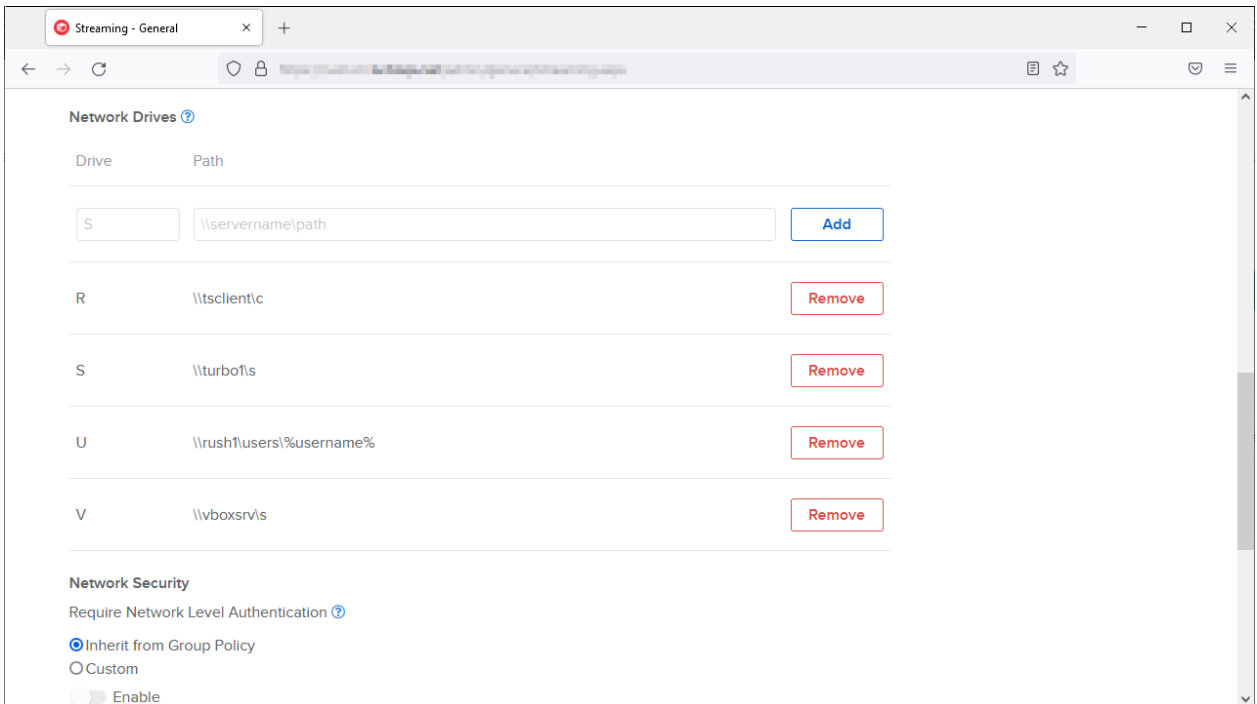 Streaming - General
Network Drives
Drive Path
S \\servername\path Add
R \\tsclient\c Remove
S \\turbo1\s Remove
U \\rush1\users\%username% Remove
V \\vboxsrv\s Remove
Network Security
Require Network Level Authentication
Inherit from Group Policy
Custom
Enable